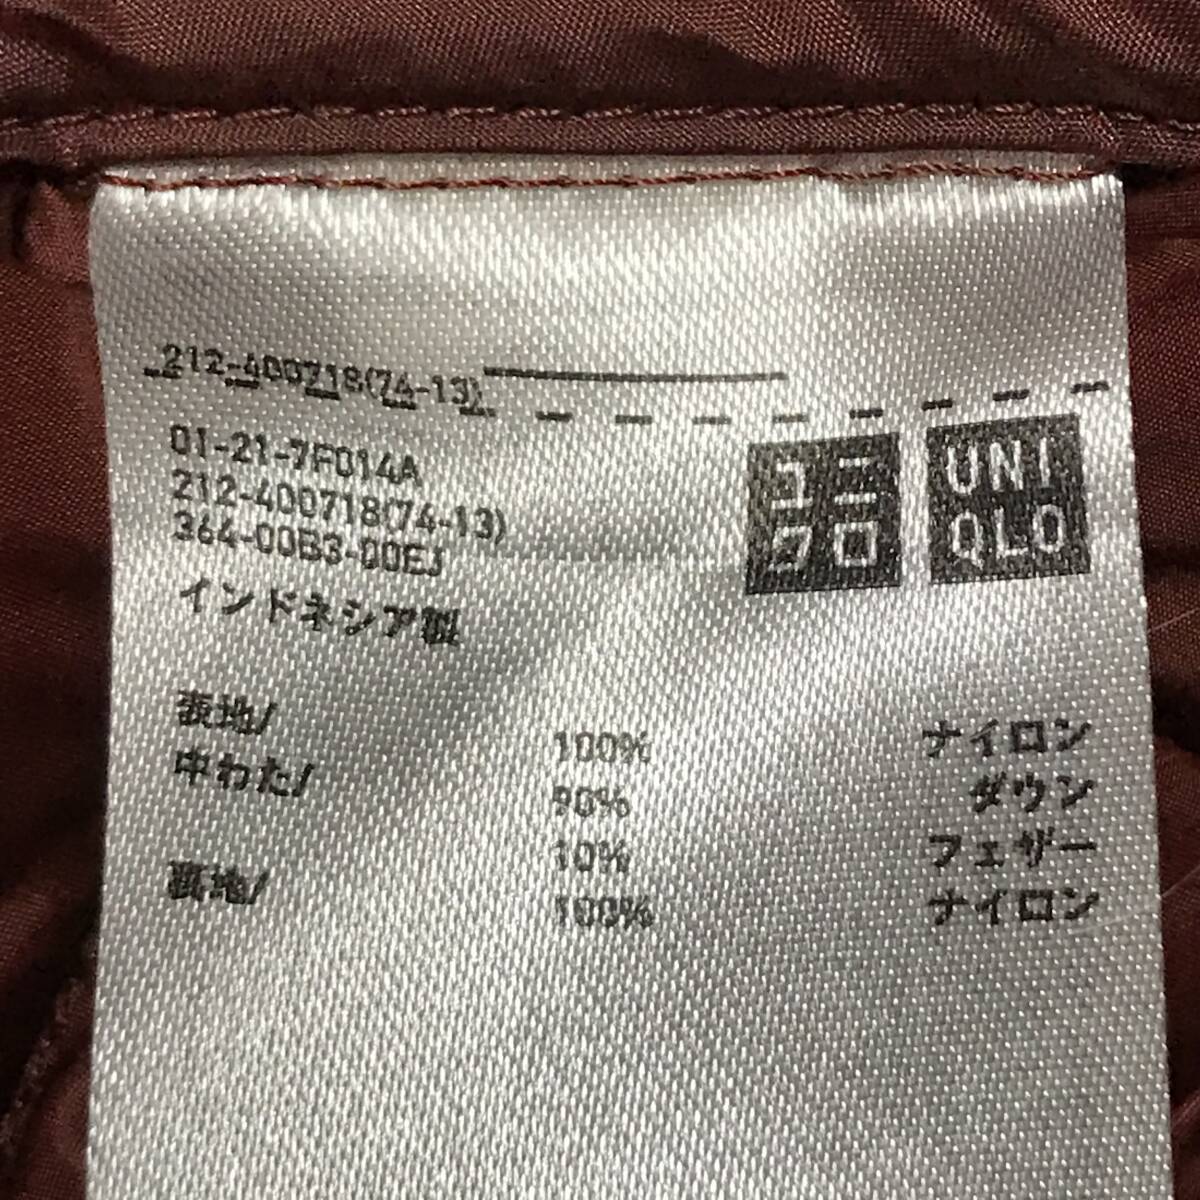 212-400718(74-13)
01-21-7F014A
212-400718(74-13)
364-00B3-00EJ
インドネシア製
ユニ
クロ
UNI
QLO
表地/ 100% ナイロン
中わた/ 90% ダウン
10% フェザー
裏地/ 100% ナイロン